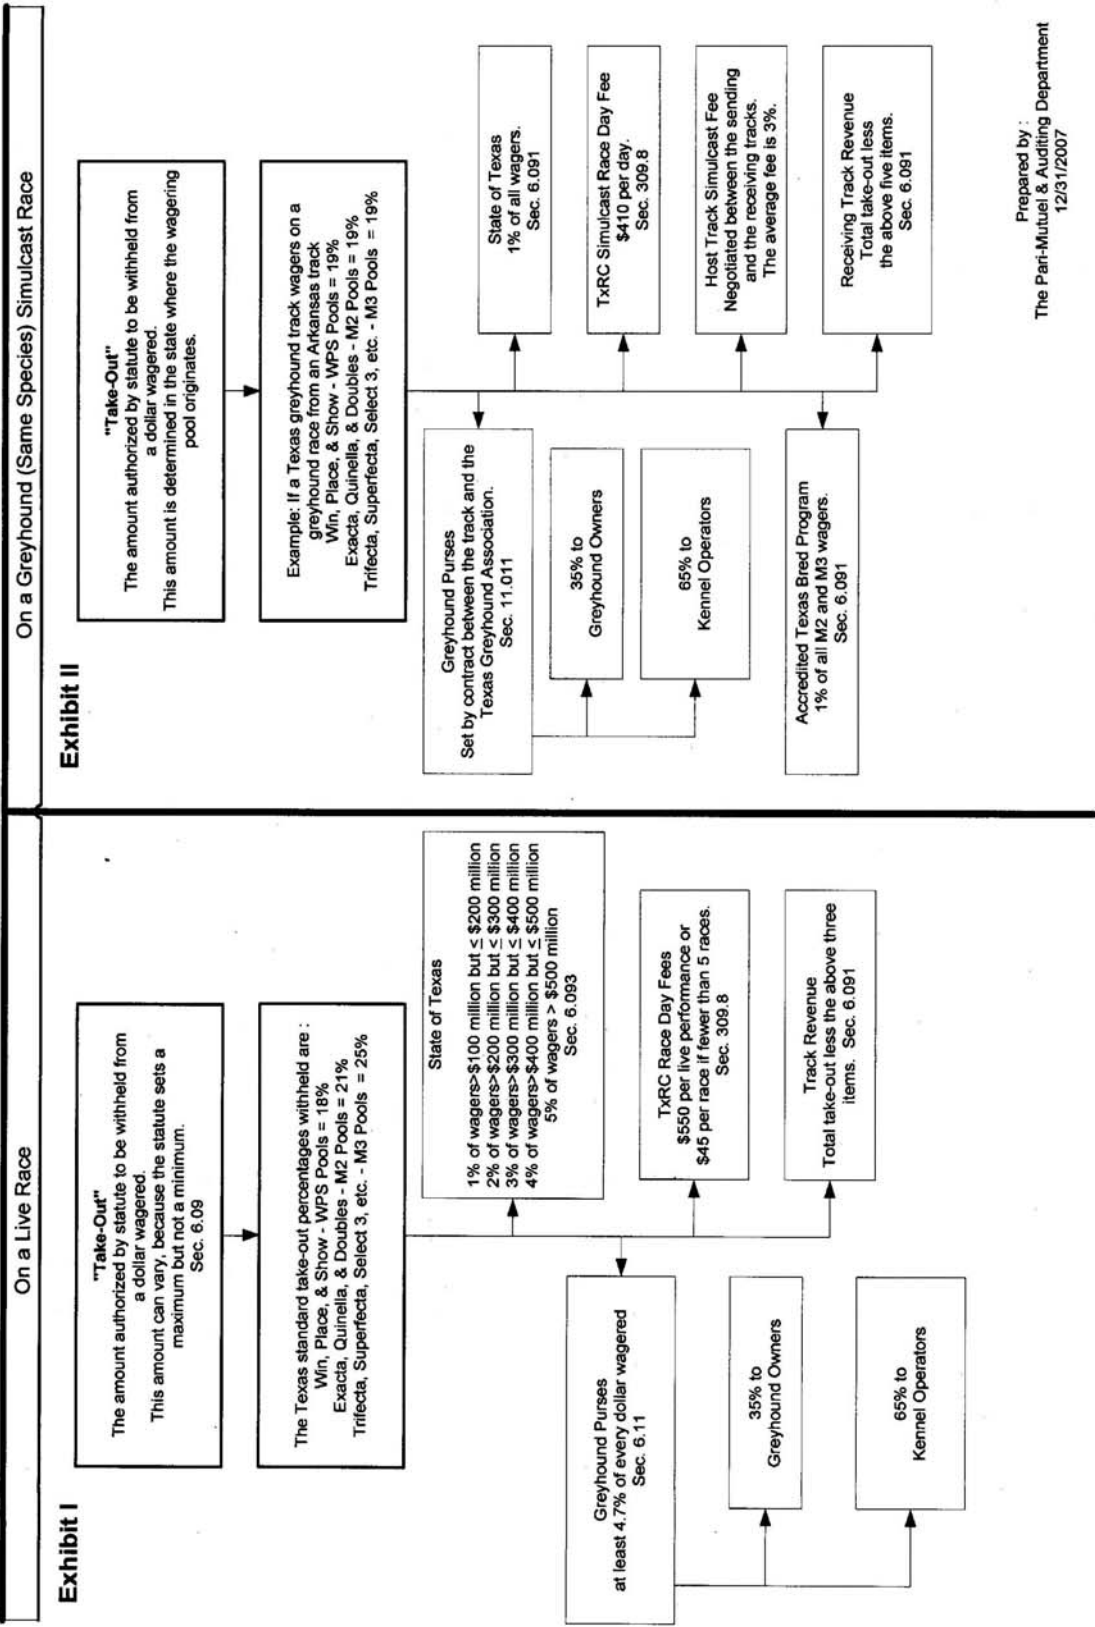 On a Live Race
Exhibit I
"Take-Out"
The amount authorized by statute to be withheld from
a dollar wagered.
This amount can vary, because the statute sets a
maximum but not a minimum.
Sec. 6.09
The Texas standard take-out percentages withheld are :
Win, Place, & Show - WPS Pools = 18%
Exacta, Quinella, & Doubles - M2 Pools = 21%
Trifecta, Superfecta, Select 3, etc. - M3 Pools = 25%
State of Texas
1% of wagers>$100 million but ≤ $200 million
2% of wagers>$200 million but ≤ $300 million
3% of wagers>$300 million but ≤ $400 million
4% of wagers>$400 million but ≤ $500 million
5% of wagers > $500 million
Sec. 6.093
Greyhound Purses
at least 4.7% of every dollar wagered
Sec. 6.11
TxRC Race Day Fees
$550 per live performance or
$45 per race if fewer than 5 races.
Sec. 309.8
35% to
Greyhound Owners
Track Revenue
Total take-out less the above three
items. Sec. 6.091
65% to
Kennel Operators
On a Greyhound (Same Species) Simulcast Race
Exhibit II
"Take-Out"
The amount authorized by statute to be withheld from
a dollar wagered.
This amount is determined in the state where the wagering
pool originates.
Example: If a Texas greyhound track wagers on a
greyhound race from an Arkansas track
Win, Place, & Show - WPS Pools = 19%
Exacta, Quinella, & Doubles - M2 Pools = 19%
Trifecta, Superfecta, Select 3, etc. - M3 Pools = 19%
Greyhound Purses
Set by contract between the track and the
Texas Greyhound Association.
Sec. 11.011
State of Texas
1% of all wagers.
Sec. 6.091
35% to
Greyhound Owners
TxRC Simulcast Race Day Fee
$410 per day.
Sec. 309.8
65% to
Kennel Operators
Host Track Simulcast Fee
Negotiated between the sending
and the receiving tracks.
The average fee is 3%.
Accredited Texas Bred Program
1% of all M2 and M3 wagers.
Sec. 6.091
Receiving Track Revenue
Total take-out less
the above five items.
Sec. 6.091
Prepared by :
The Pari-Mutuel & Auditing Department
12/31/2007